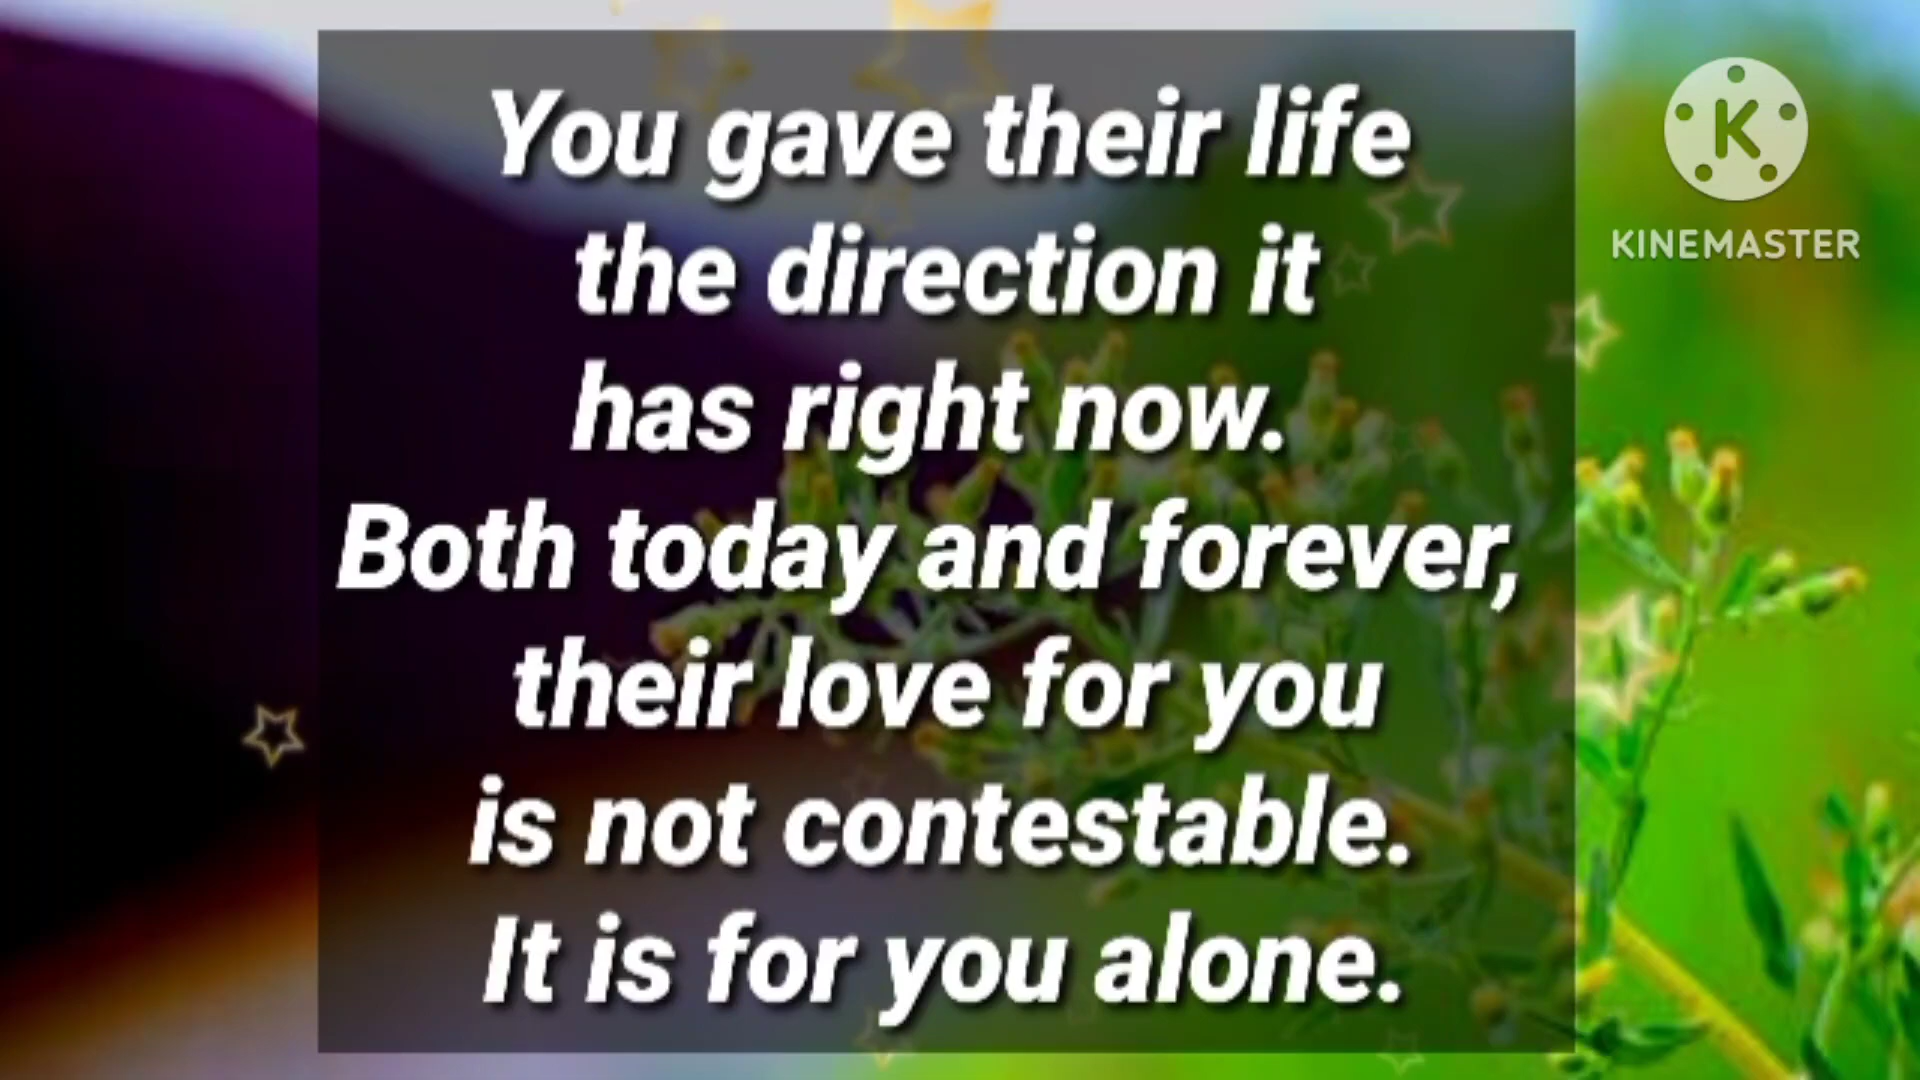 You gave their life
the direction it
has right now.
Both today and forever,
their love for you
is not contestable.
It is for you alone.
K
KINEMASTER